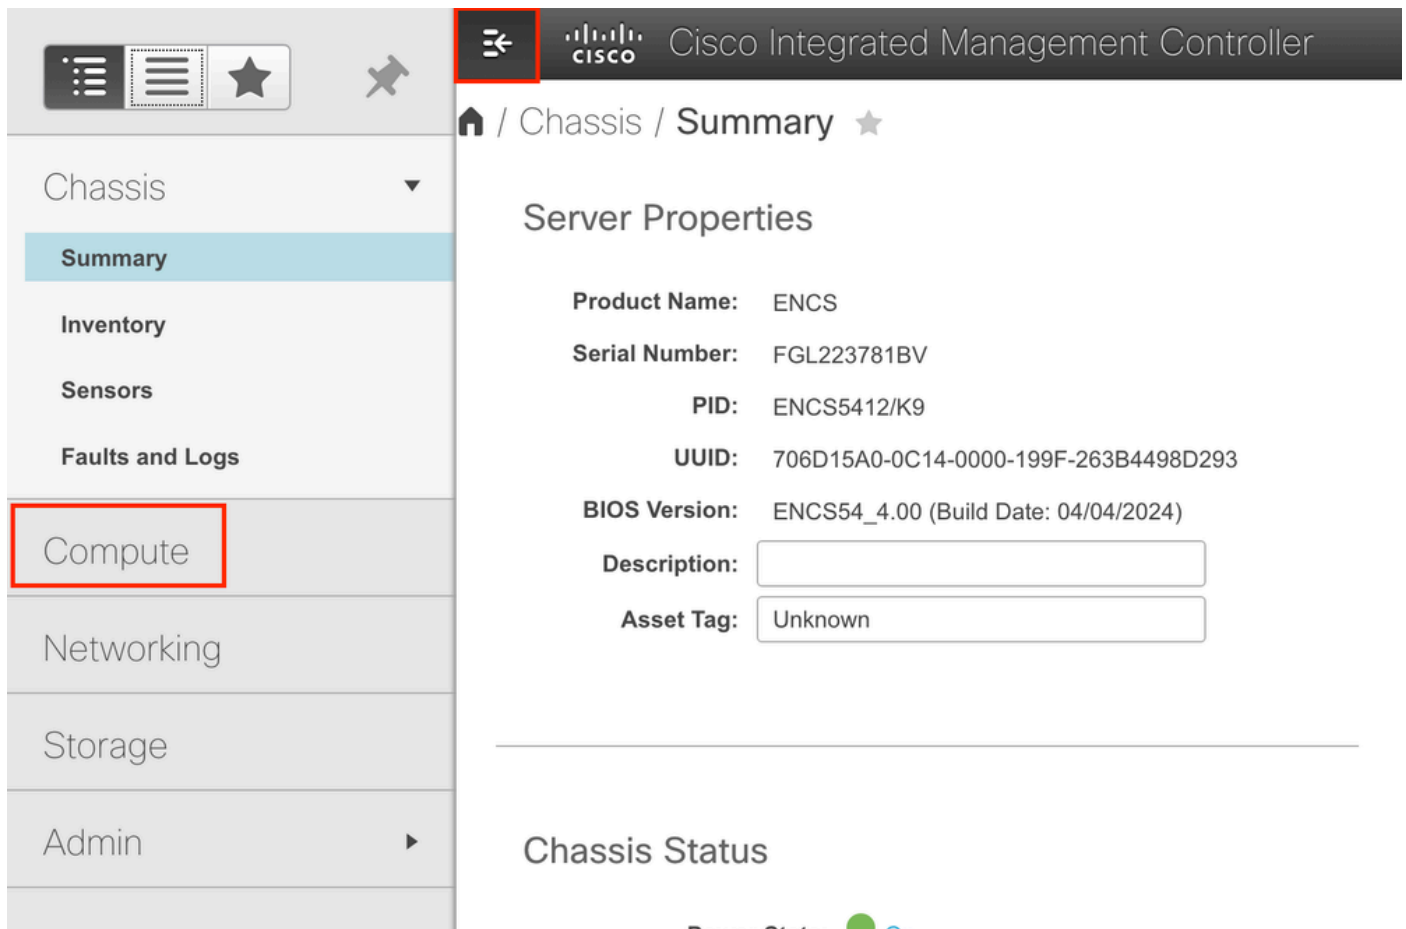 CISCO Cisco Integrated Management Controller
/ Chassis / Summary
Chassis
Summary
Inventory
Sensors
Faults and Logs
Compute
Networking
Storage
Admin
Server Properties
Product Name: ENCS
Serial Number: FGL223781BV
PID: ENCS5412/K9
UUID: 706D15A0-0C14-0000-199F-263B4498D293
BIOS Version: ENCS54_4.00 (Build Date: 04/04/2024)
Description:
Asset Tag: Unknown
Chassis Status